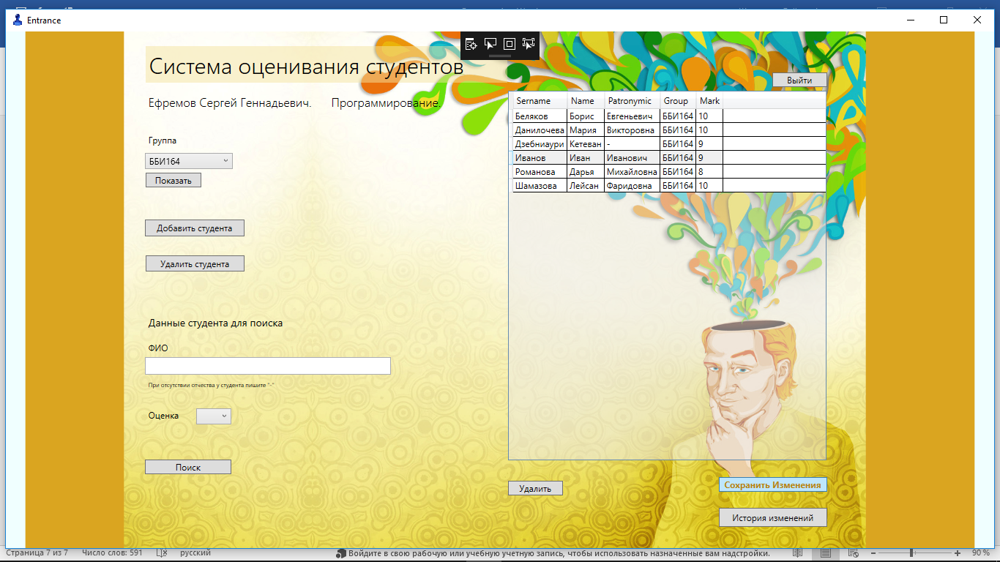 Entrance
Система оценивания студентов
Выйти
Ефремов Сергей Геннадьевич. Программирование.
Sername Name Patronymic Group Mark
Беляков Борис Евгеньевич ББИ164 10
Данилочева Мария Викторовна ББИ164 10
Дзебниаури Кетеван - ББИ164 9
Иванов Иван Иванович ББИ164 9
Романова Дарья Михайловна ББИ164 8
Шамазова Лейсан Фаридовна ББИ164 10
Группа
ББИ164
Показать
Добавить студента
Удалить студента
Данные студента для поиска
ФИО
При отсутствии отчества у студента пишите "-"
Оценка
Поиск
Удалить
Сохранить Изменения
История изменений
Страница 7 из 7 Число слов: 591 русский Войдите в свою рабочую или учебную учетную запись, чтобы использовать назначенные вам надстройки. 90 %